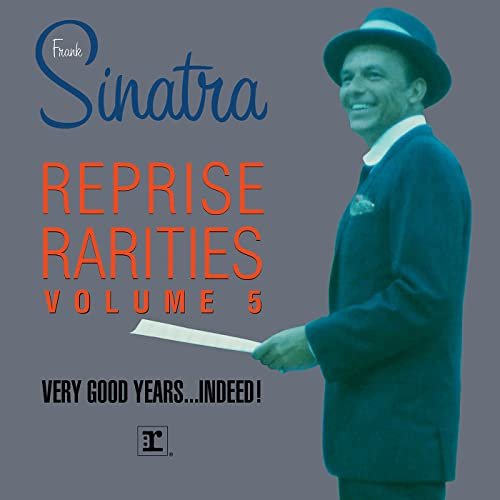 Frank
Sinatra
REPRISE
RARITIES
VOLUME 5
VERY GOOD YEARS...INDEED!
r:
®